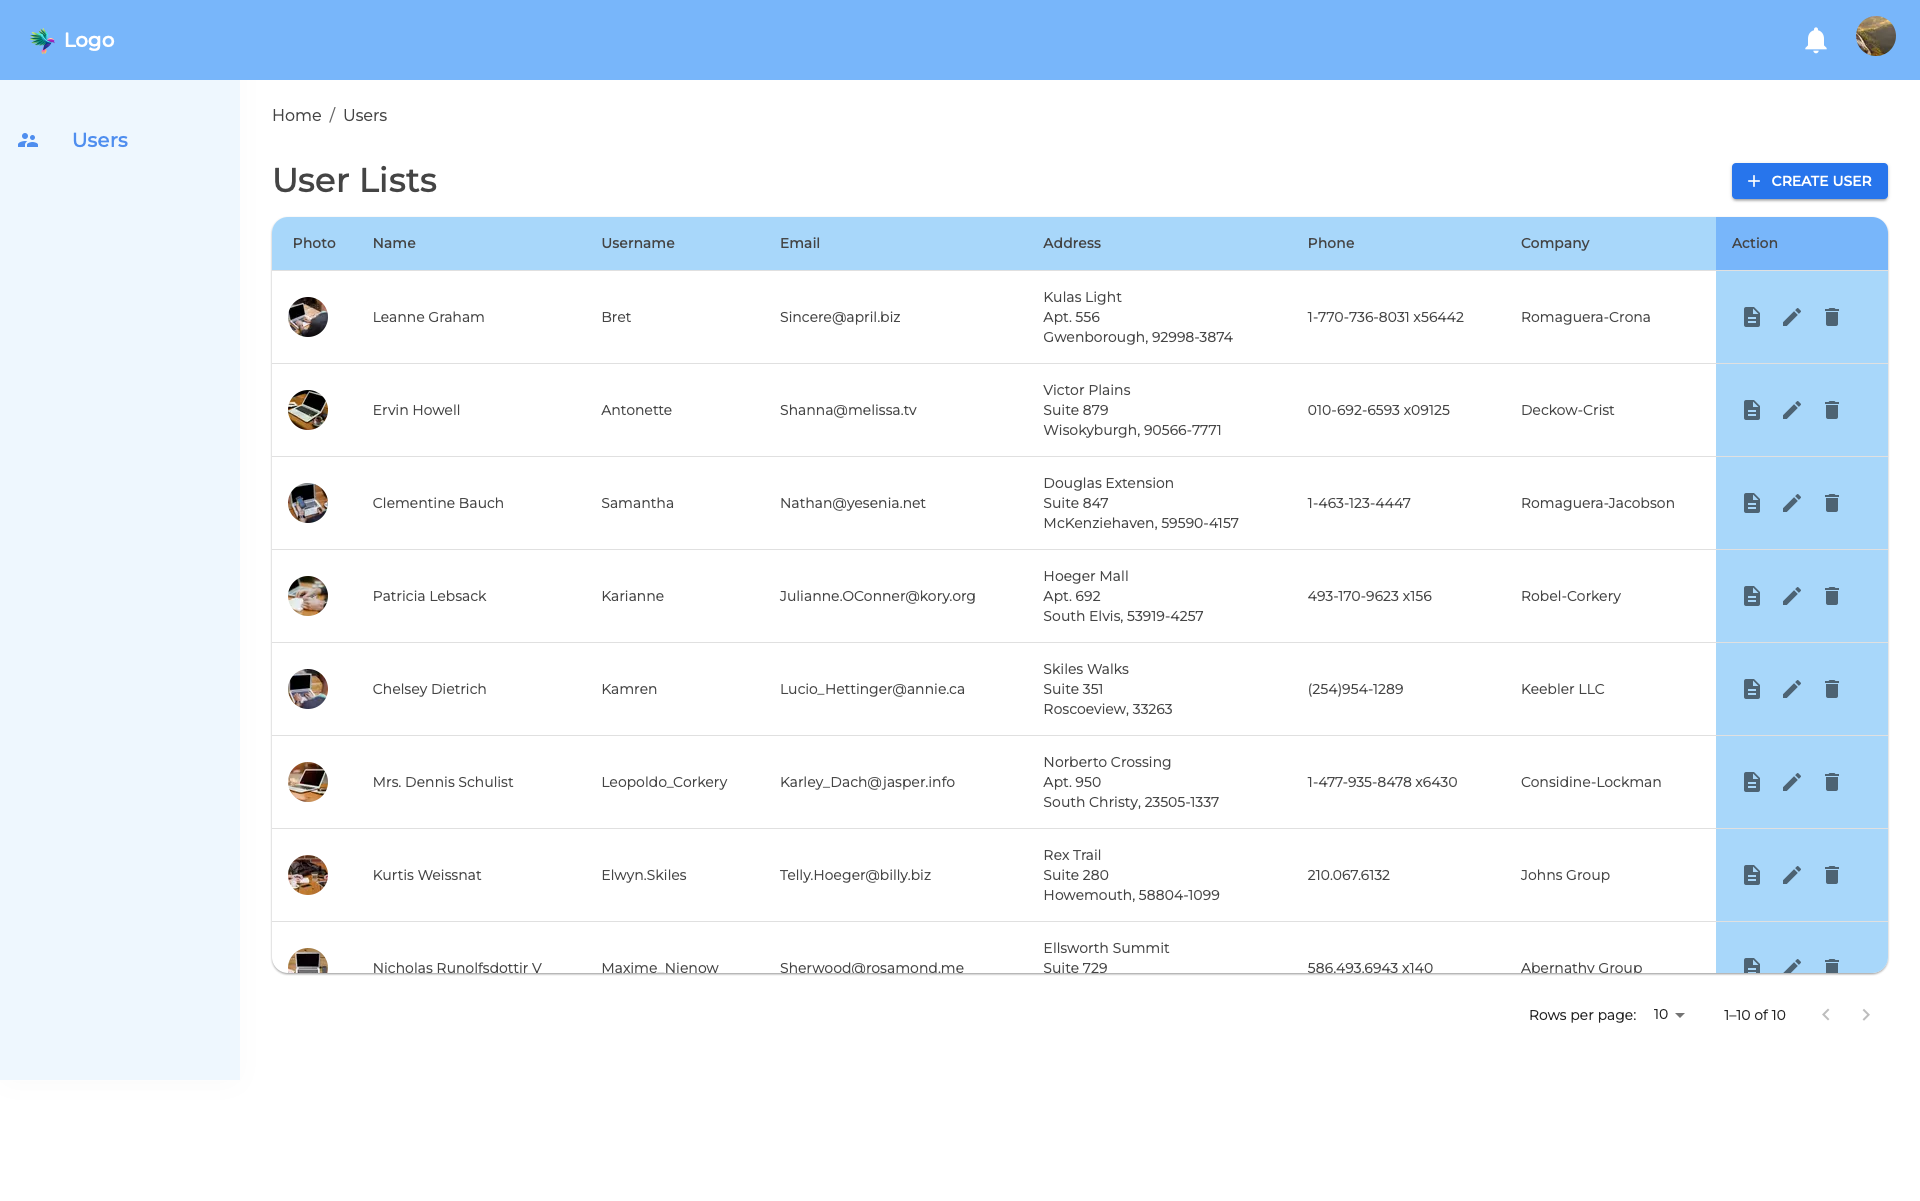 Logo
Users
Home / Users
User Lists
CREATE USER
Photo Name Username Email Address Phone Company Action
Leanne Graham Bret Sincere@april.biz Kulas Light
Apt. 556
Gwenborough, 92998-3874 1-770-736-8031 x56442 Romaguera-Crona
Ervin Howell Antonette Shanna@melissa.tv Victor Plains
Suite 879
Wisokyburgh, 90566-7771 010-692-6593 x09125 Deckow-Crist
Clementine Bauch Samantha Nathan@yesenia.net Douglas Extension
Suite 847
McKenziehaven, 59590-4157 1-463-123-4447 Romaguera-Jacobson
Patricia Lebsack Karianne Julianne.OConner@kory.org Hoeger Mall
Apt. 692
South Elvis, 53919-4257 493-170-9623 x156 Robel-Corkery
Chelsey Dietrich Kamren Lucio_Hettinger@annie.ca Skiles Walks
Suite 351
Roscoeview, 33263 (254)954-1289 Keebler LLC
Mrs. Dennis Schulist Leopoldo_Corkery Karley_Dach@jasper.info Norberto Crossing
Apt. 950
South Christy, 23505-1337 1-477-935-8478 x6430 Considine-Lockman
Kurtis Weissnat Elwyn.Skiles Telly.Hoeger@billy.biz Rex Trail
Suite 280
Howemouth, 58804-1099 210.067.6132 Johns Group
Nicholas Runolfsdottir V Maxime_Nienow Sherwood@rosamond.me Ellsworth Summit
Suite 729 586.493.6943 x140 Abernathy Group
Rows per page: 10 1–10 of 10